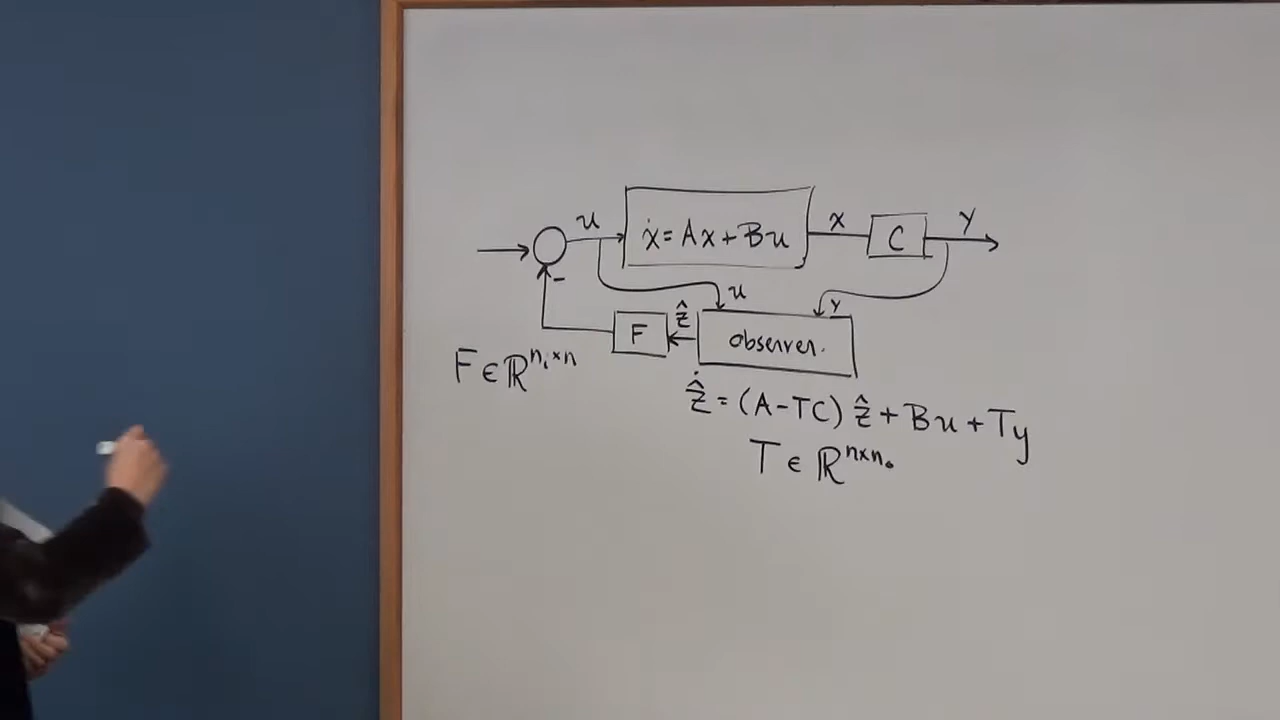 u
ẋ = Ax + Bu
x
C
y
-
u
y
F
ẑ
observer.
F ∈ ℝ^{n_i×n}
ẑ̇ = (A-TC) ẑ + Bu + Ty
T ∈ ℝ^{n×n_o}